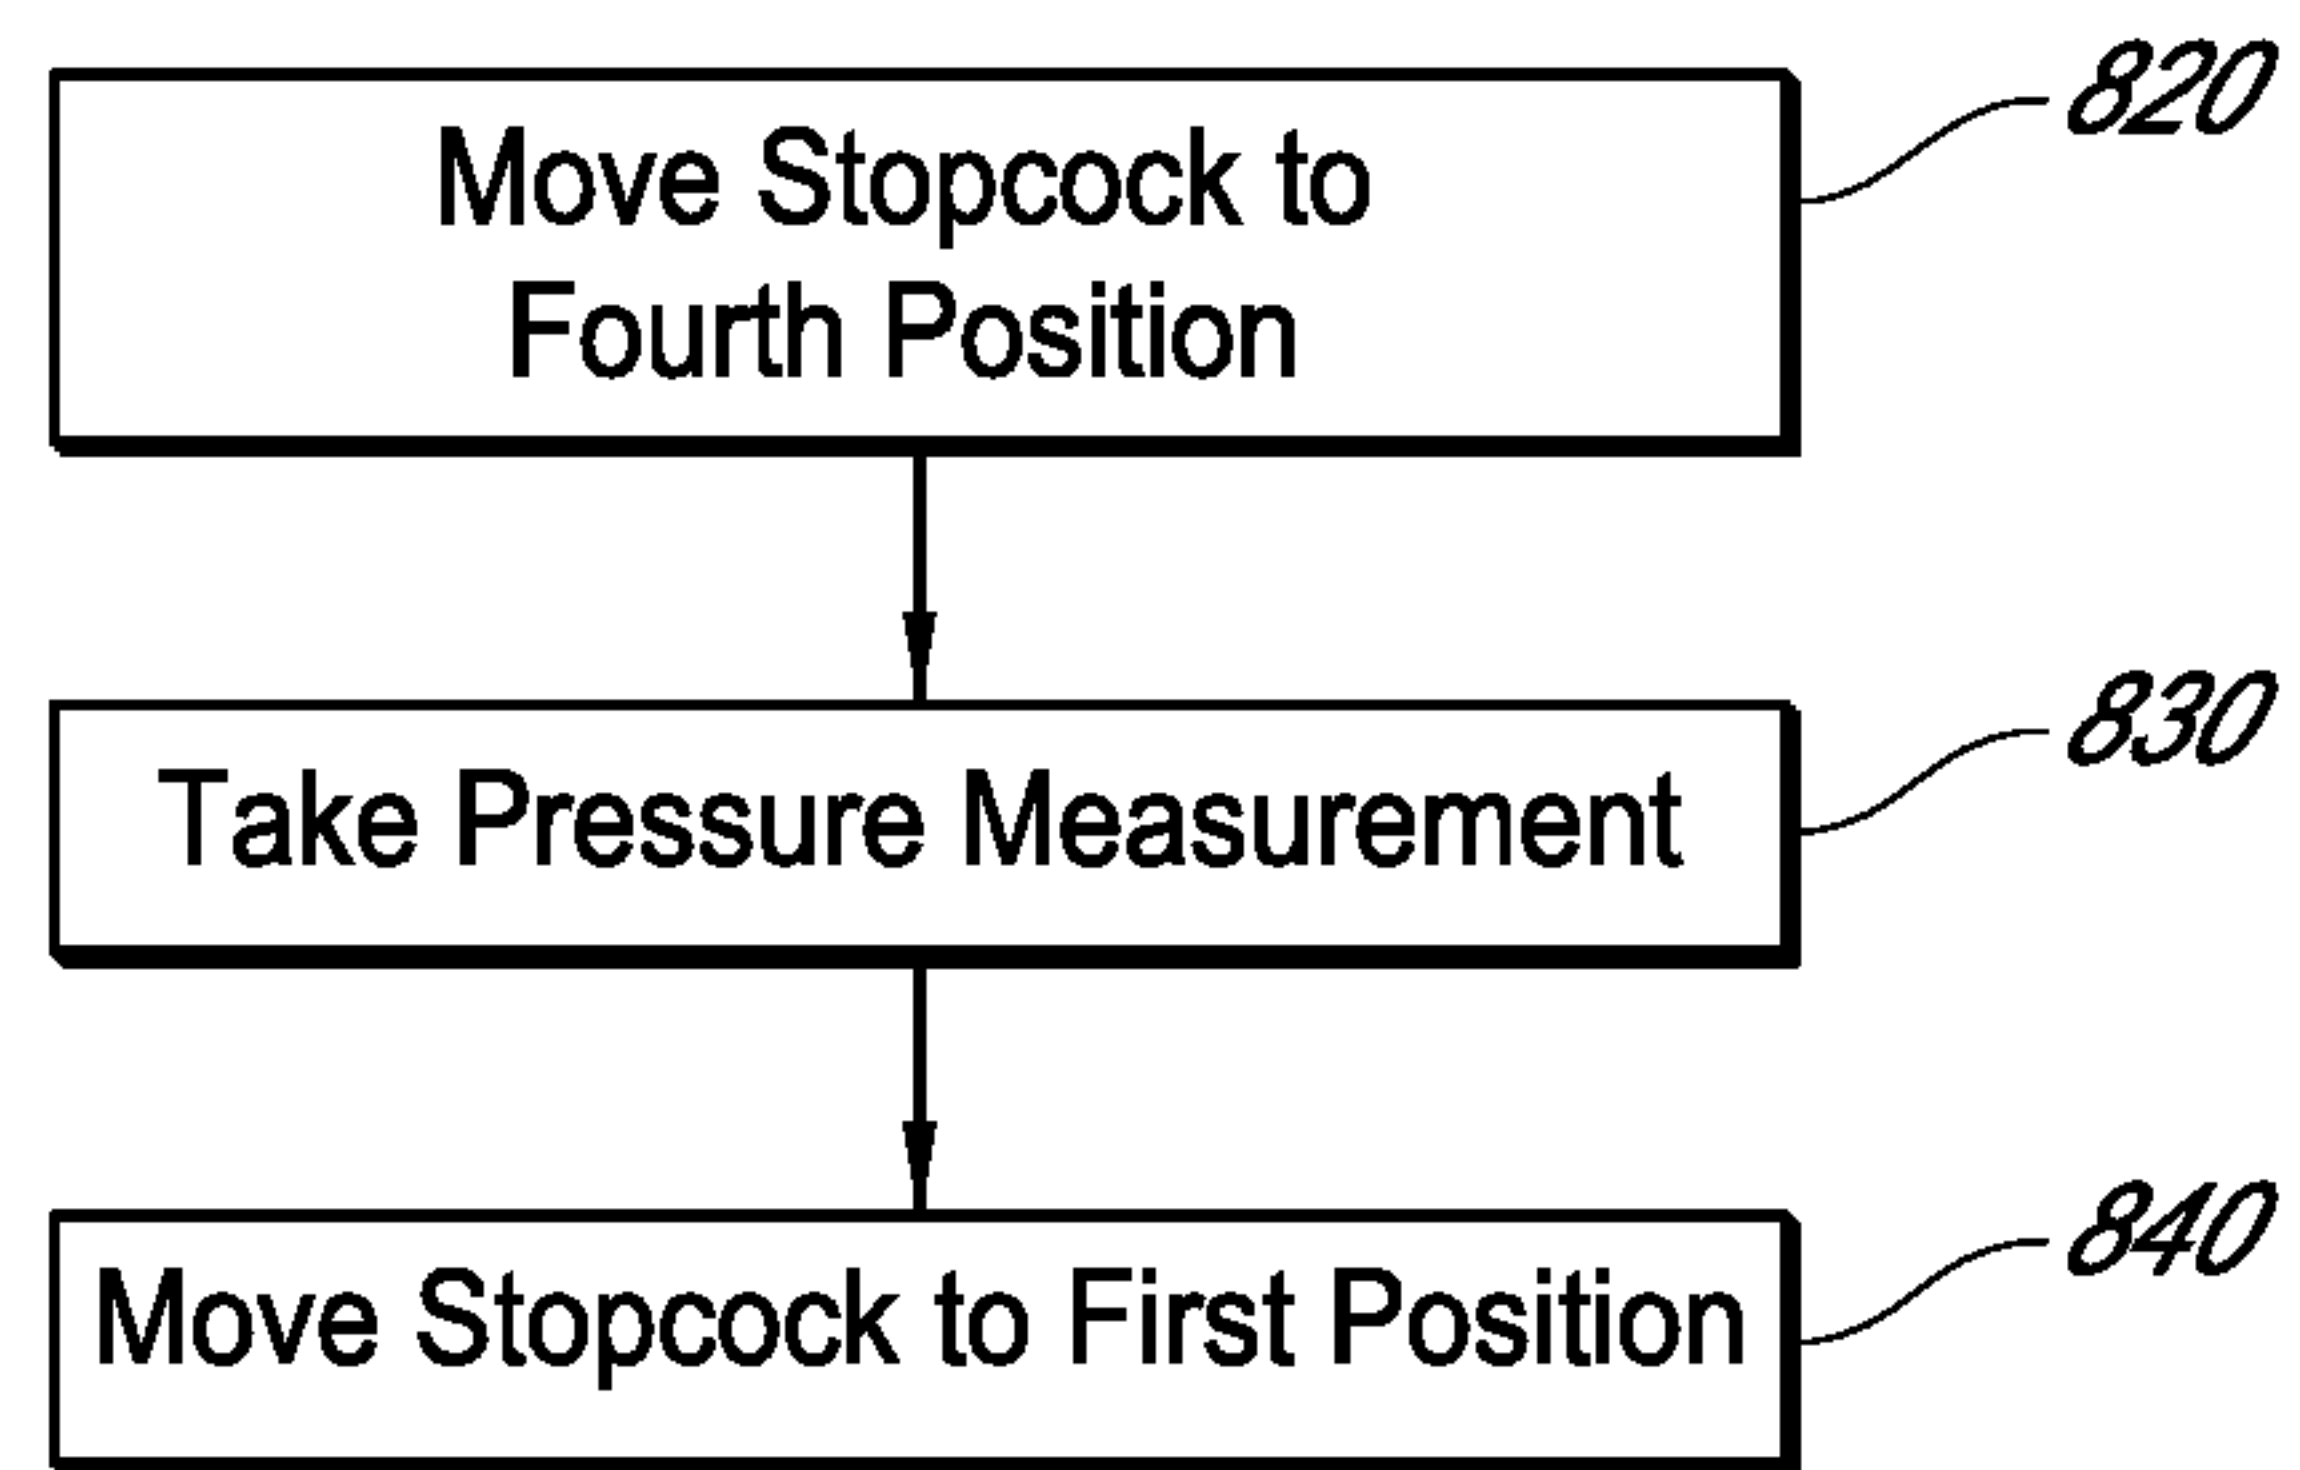 820
Move Stopcock to
Fourth Position
830
Take Pressure Measurement
840
Move Stopcock to First Position